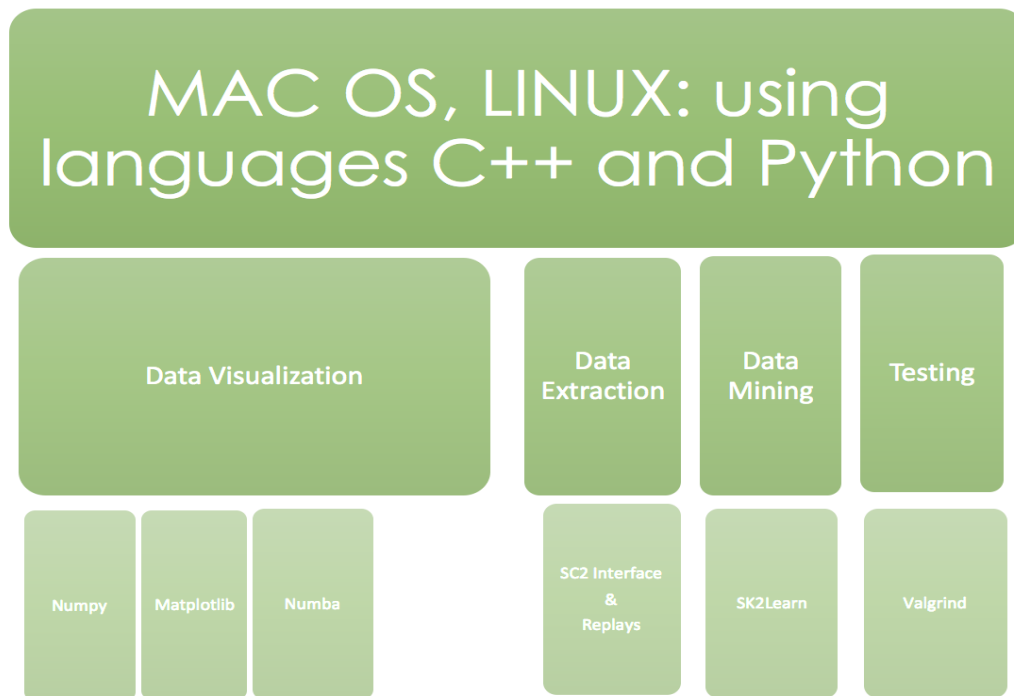 MAC OS, LINUX: using
languages C++ and Python
Data Visualization
Data
Extraction
Data
Mining
Testing
Numpy
Matplotlib
Numba
SC2 Interface
&
Replays
SK2Learn
Valgrind